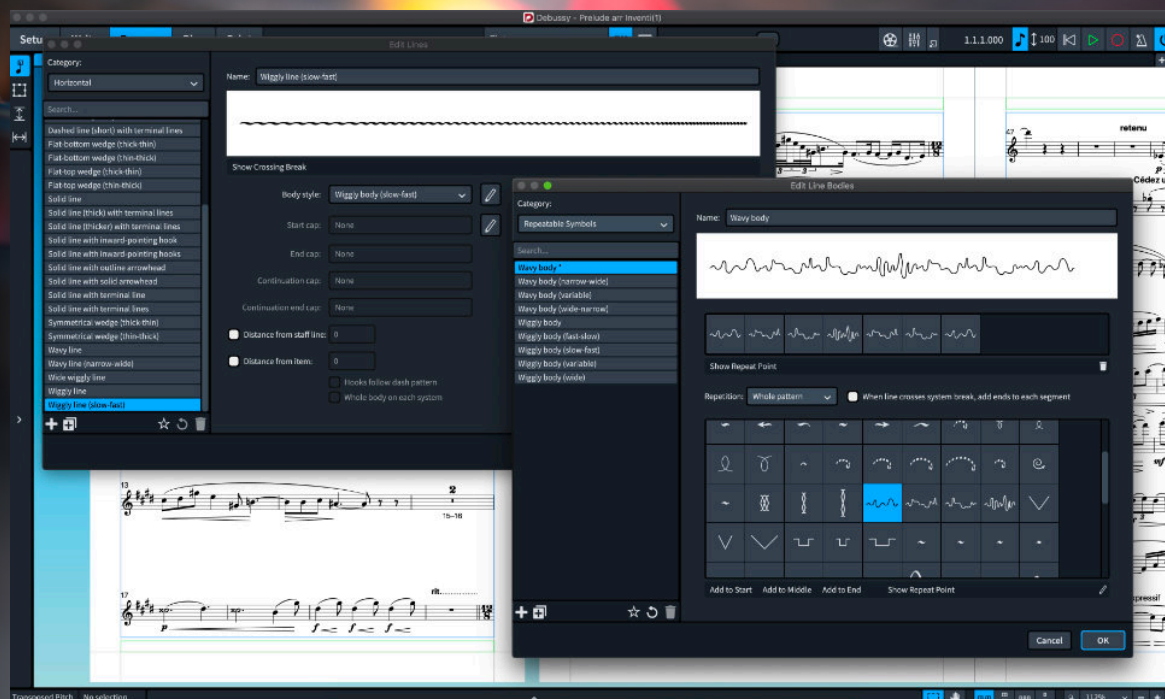 Debussy - Prelude arr Inventi(1)
Setu
1.1.1.000
100
Edit Lines
Category:
Horizontal
Search...
Dashed line (short) with terminal lines
Flat-bottom wedge (thick-thin)
Flat-bottom wedge (thin-thick)
Flat-top wedge (thick-thin)
Flat-top wedge (thin-thick)
Solid line
Solid line (thick) with terminal lines
Solid line (thicker) with terminal lines
Solid line with inward-pointing hook
Solid line with inward-pointing hooks
Solid line with outline arrowhead
Solid line with solid arrowhead
Solid line with terminal line
Solid line with terminal lines
Symmetrical wedge (thick-thin)
Symmetrical wedge (thin-thick)
Wavy line
Wavy line (narrow-wide)
Wide wiggly line
Wiggly line
Wiggly line (slow-fast)
Name: Wiggly line (slow-fast)
Show Crossing Break
Body style: Wiggly body (slow-fast)
Start cap: None
End cap: None
Continuation cap: None
Continuation end cap: None
Distance from staff line: 0
Distance from item: 0
Hooks follow dash pattern
Whole body on each system
Edit Line Bodies
Category:
Repeatable Symbols
Search...
Wavy body *
Wavy body (narrow-wide)
Wavy body (variable)
Wavy body (wide-narrow)
Wiggly body
Wiggly body (fast-slow)
Wiggly body (slow-fast)
Wiggly body (variable)
Wiggly body (wide)
Name: Wavy body
Show Repeat Point
Repetition: Whole pattern
When line crosses system break, add ends to each segment
Add to Start Add to Middle Add to End Show Repeat Point
Cancel OK
47
retenu
Cédez u
13
2
15–16
17
rit.
p
f
f
f
mf
pressif
Transposed Pitch No selection